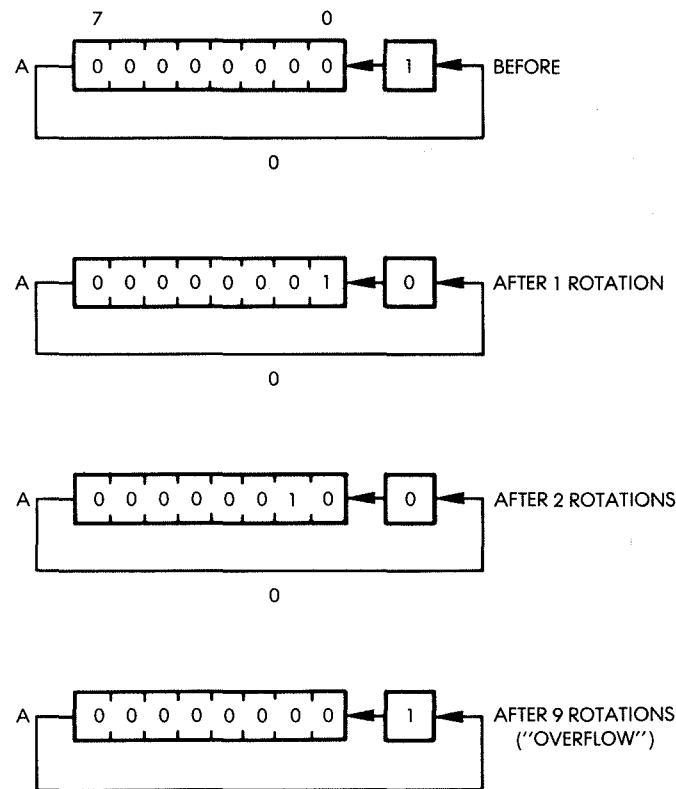 7 0
A 0 0 0 0 0 0 0 0 1 BEFORE
0
A 0 0 0 0 0 0 0 1 0 AFTER 1 ROTATION
0
A 0 0 0 0 0 0 1 0 0 AFTER 2 ROTATIONS
0
A 0 0 0 0 0 0 0 0 1 AFTER 9 ROTATIONS
(''OVERFLOW'')